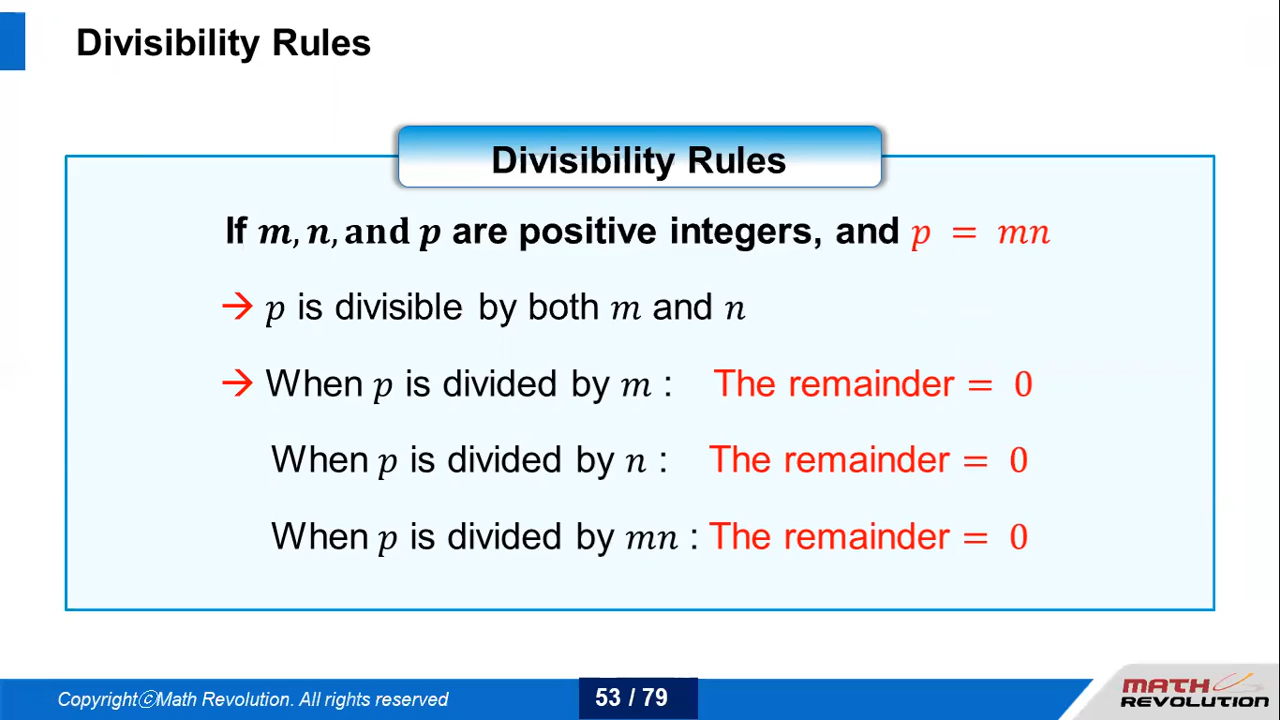 Divisibility Rules
Divisibility Rules
If m, n, and p are positive integers, and p = mn
→ p is divisible by both m and n
→ When p is divided by m : The remainder = 0
When p is divided by n : The remainder = 0
When p is divided by mn : The remainder = 0
CopyrightⓒMath Revolution. All rights reserved
53 / 79
MATH
REVOLUTION